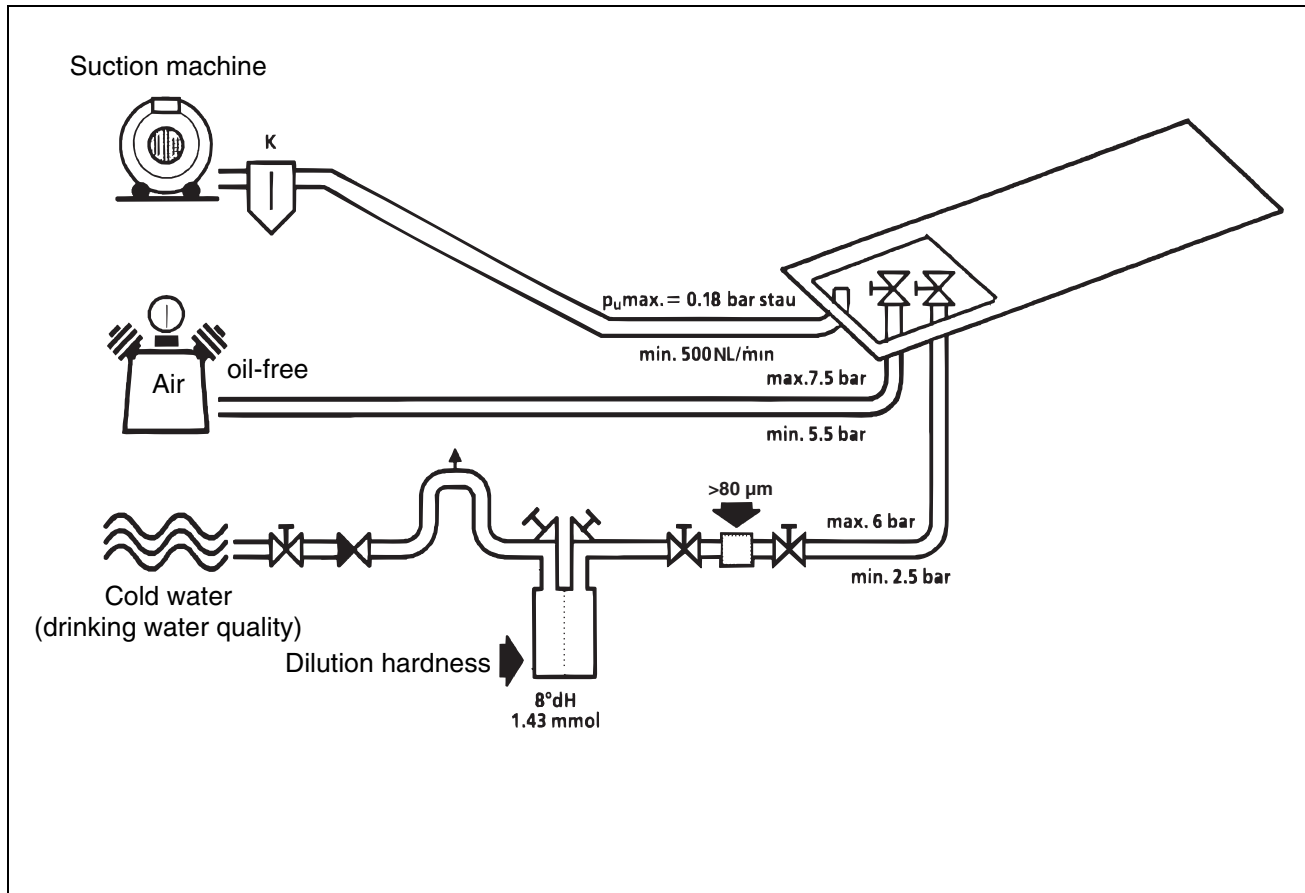 Suction machine
K
pu max. = 0.18 bar stau
min. 500 NL/min
Air
oil-free
max.7.5 bar
min. 5.5 bar
>80 µm
max. 6 bar
min. 2.5 bar
Cold water
(drinking water quality)
Dilution hardness
8°dH
1.43 mmol